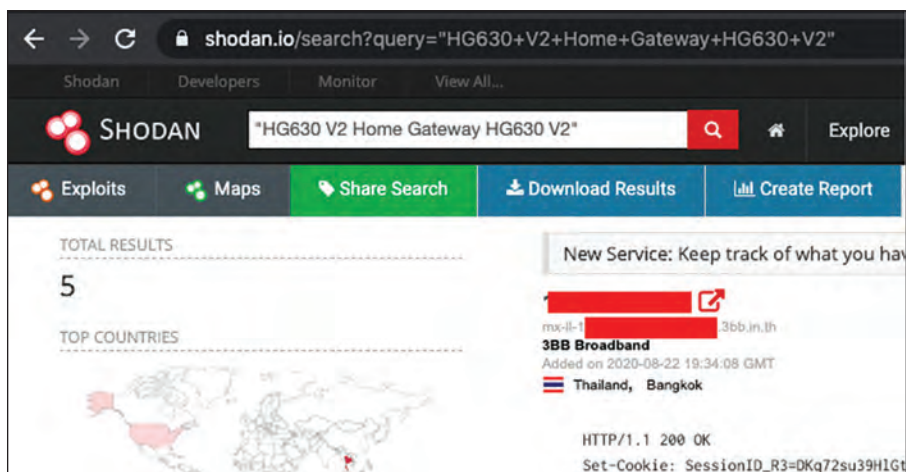 shodan.io/search?query="HG630+V2+Home+Gateway+HG630+V2"
Shodan Developers Monitor View All...
SHODAN "HG630 V2 Home Gateway HG630 V2" Explore
Exploits Maps Share Search Download Results Create Report
TOTAL RESULTS
5
TOP COUNTRIES
New Service: Keep track of what you hav
mx-ll-1 .3bb.in.th
3BB Broadband
Added on 2020-08-22 19:34:08 GMT
Thailand, Bangkok
HTTP/1.1 200 OK
Set-Cookie: SessionID_R3=DKq72su39HlGt